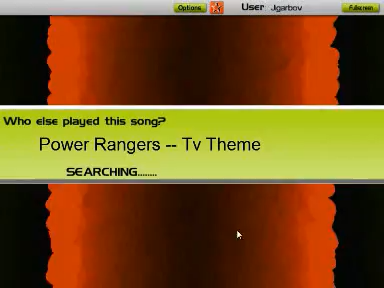 Options User Jigarbov Fullscreen
Who else played this song?
Power Rangers -- Tv Theme
SEARCHING........